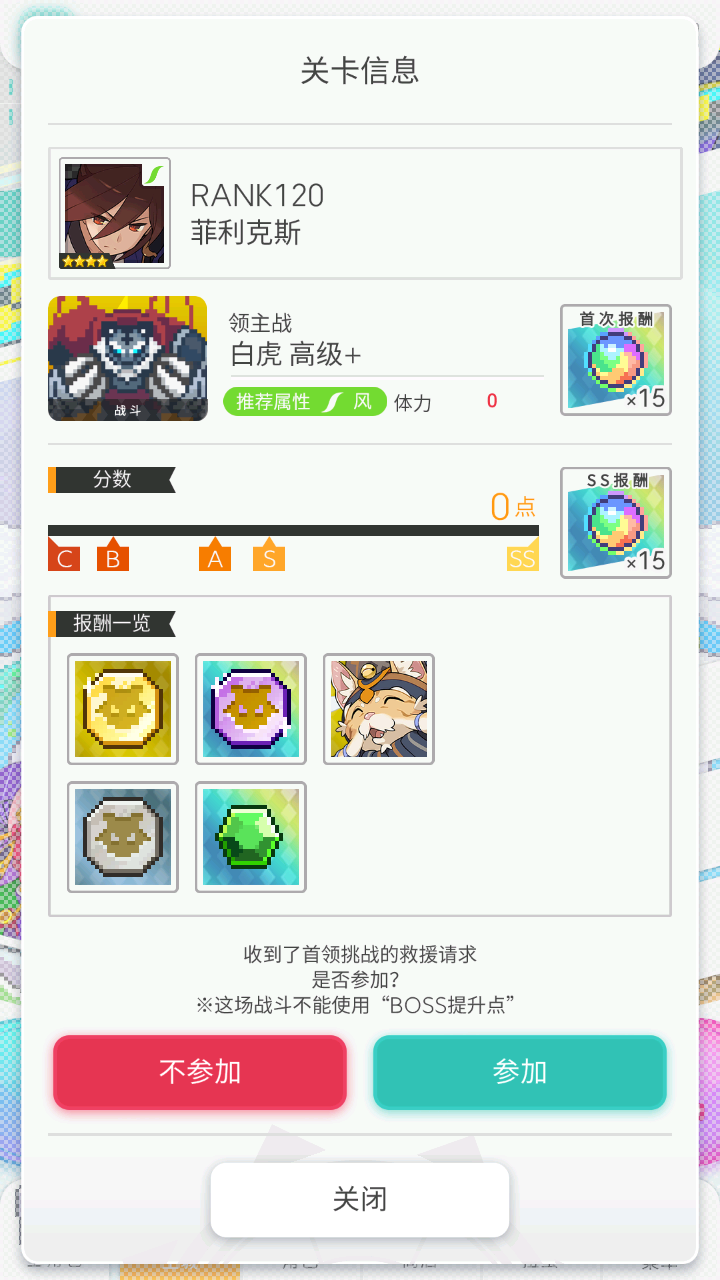 关卡信息
RANK120
菲利克斯
领主战
白虎 高级+
战斗
推荐属性 风 体力 0
首次报酬
×15
分数
0点
C B A S SS
SS报酬
×15
报酬一览
收到了首领挑战的救援请求
是否参加?
※这场战斗不能使用“BOSS提升点”
不参加
参加
关闭